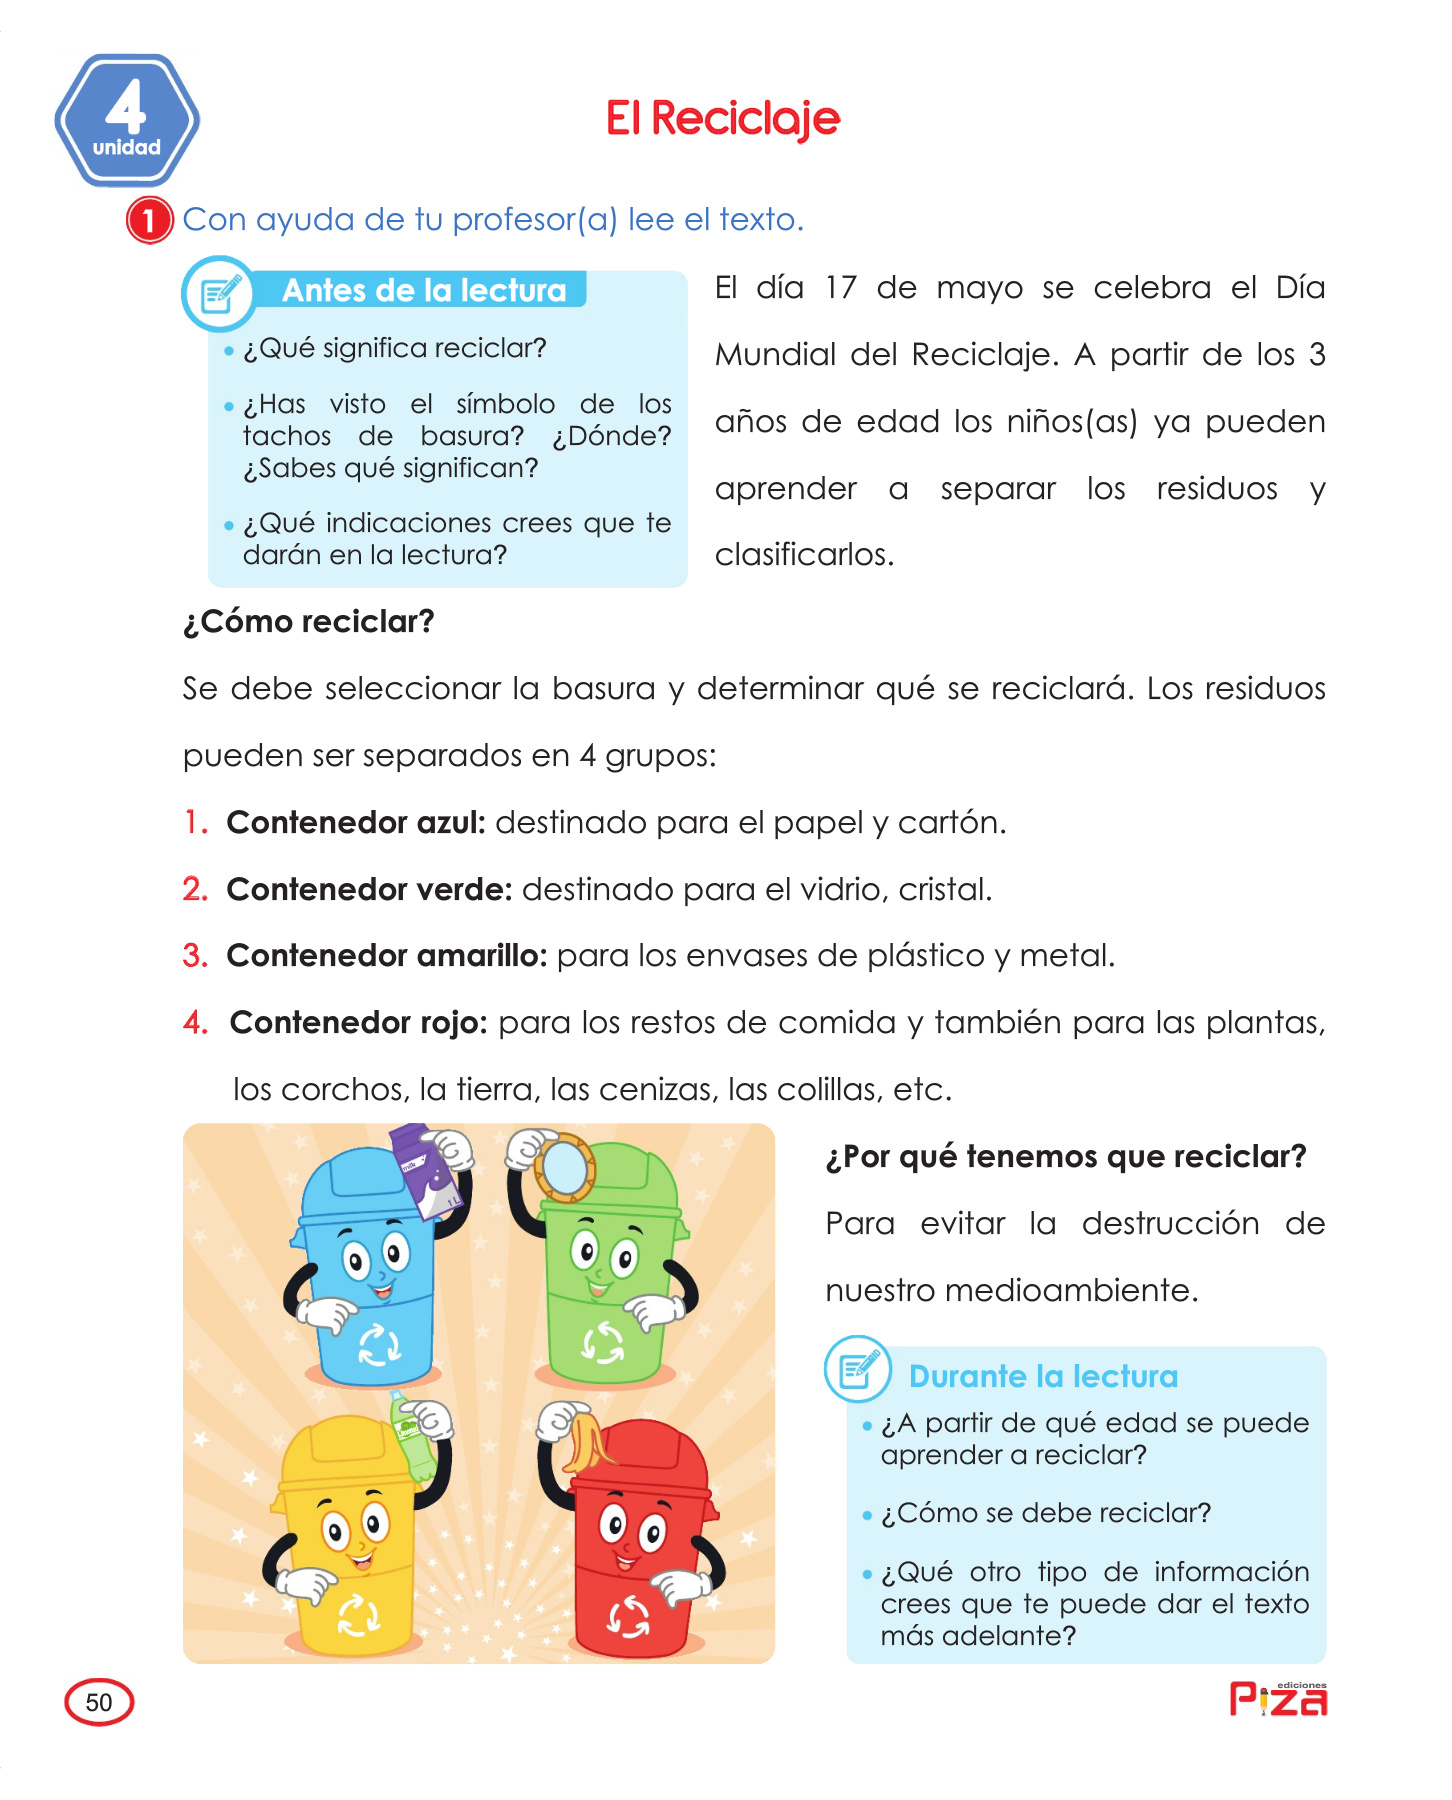 4
unidad
El Reciclaje
1 Con ayuda de tu profesor(a) lee el texto.
Antes de la lectura
• ¿Qué significa reciclar?
• ¿Has visto el símbolo de los
tachos de basura? ¿Dónde?
¿Sabes qué significan?
• ¿Qué indicaciones crees que te
darán en la lectura?
El día 17 de mayo se celebra el Día
Mundial del Reciclaje. A partir de los 3
años de edad los niños(as) ya pueden
aprender a separar los residuos y
clasificarlos.
¿Cómo reciclar?
Se debe seleccionar la basura y determinar qué se reciclará. Los residuos
pueden ser separados en 4 grupos:
1. Contenedor azul: destinado para el papel y cartón.
2. Contenedor verde: destinado para el vidrio, cristal.
3. Contenedor amarillo: para los envases de plástico y metal.
4. Contenedor rojo: para los restos de comida y también para las plantas,
los corchos, la tierra, las cenizas, las colillas, etc.
milk
1 L
¿Por qué tenemos que reciclar?
Para evitar la destrucción de
nuestro medioambiente.
Durante la lectura
• ¿A partir de qué edad se puede
aprender a reciclar?
• ¿Cómo se debe reciclar?
• ¿Qué otro tipo de información
crees que te puede dar el texto
más adelante?
50
ediciones
Piza